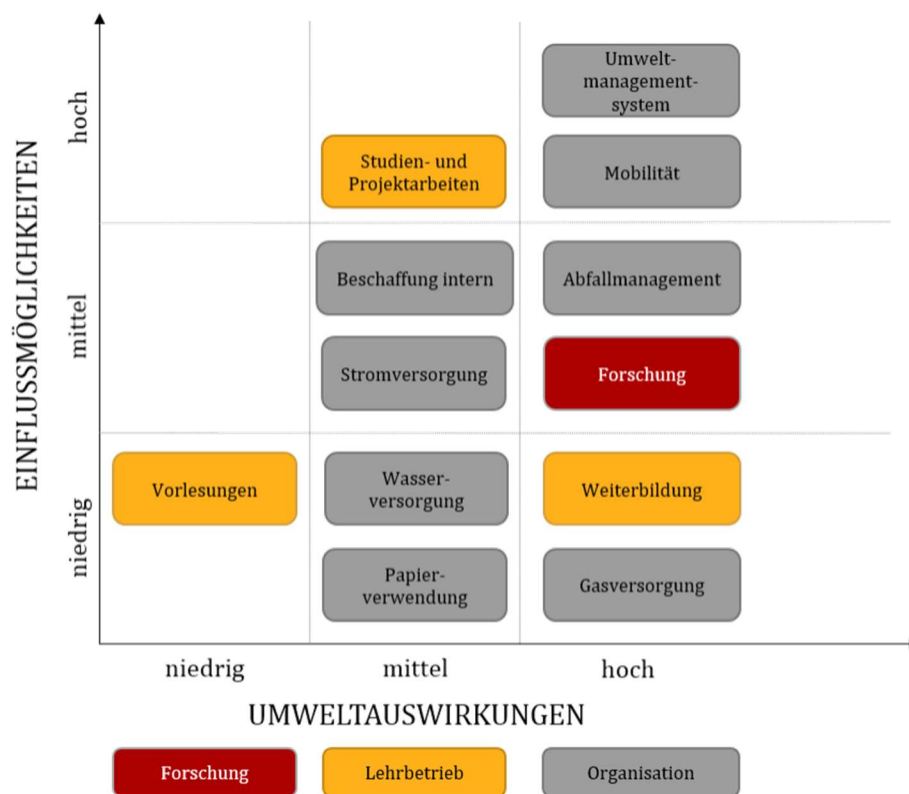 Umwelt-
management-
system
hoch
Studien- und
Projektarbeiten
Mobilität
EINFLUSSMÖGLICHKEITEN
mittel
Beschaffung intern
Abfallmanagement
Stromversorgung
Forschung
niedrig
Vorlesungen
Wasser-
versorgung
Weiterbildung
Papier-
verwendung
Gasversorgung
niedrig
mittel
hoch
UMWELTAUSWIRKUNGEN
Forschung
Lehrbetrieb
Organisation